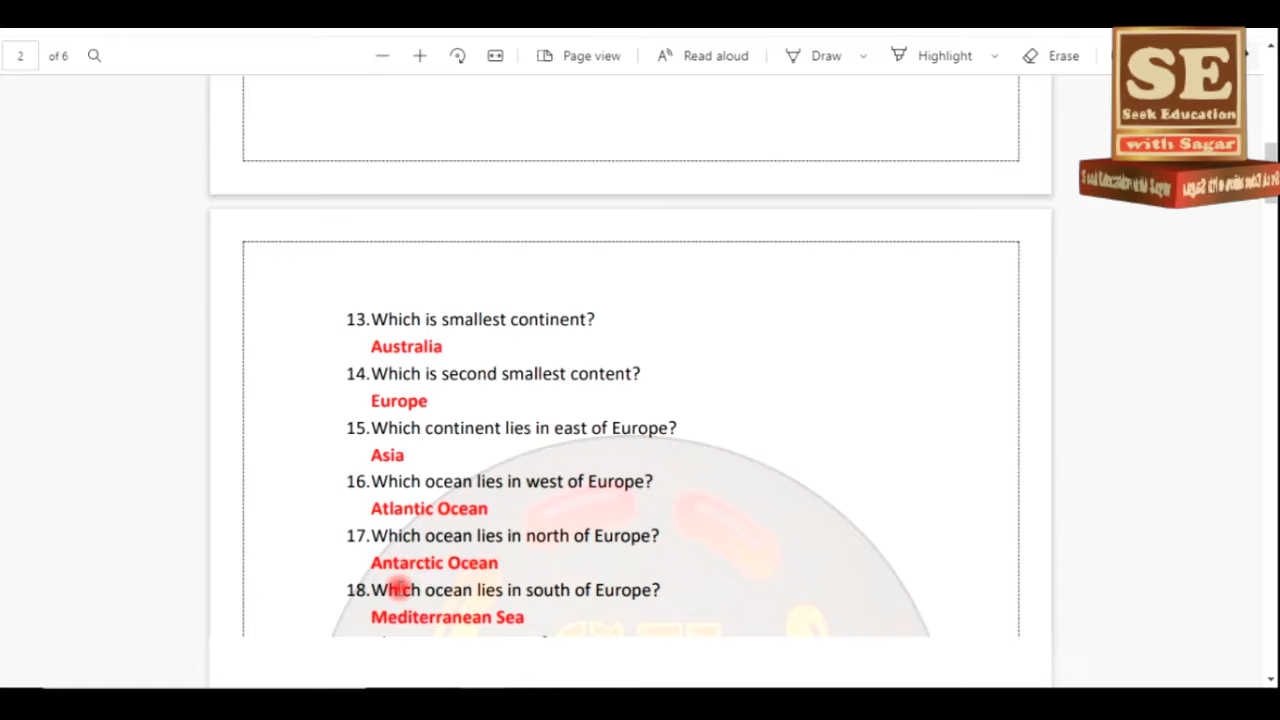 2 of 6 Page view Read aloud Draw Highlight Erase
SE
Seek Education
with Sagar
13.Which is smallest continent?
Australia
14.Which is second smallest content?
Europe
15.Which continent lies in east of Europe?
Asia
16.Which ocean lies in west of Europe?
Atlantic Ocean
17.Which ocean lies in north of Europe?
Antarctic Ocean
18.Which ocean lies in south of Europe?
Mediterranean Sea